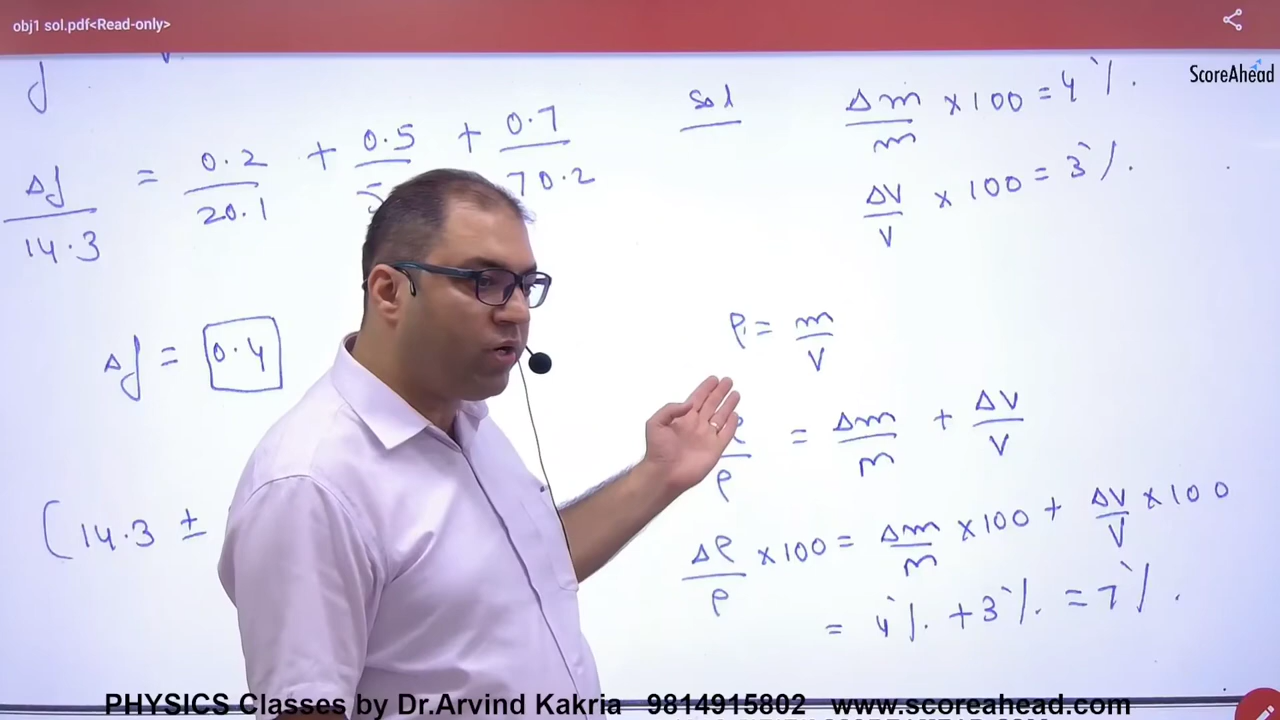 obj1 sol.pdf<Read-only>
ScoreAhead
f
Δf/14.3 = 0.2/20.1 + 0.5/5 + 0.7/70.2
Δf = 0.4
(14.3 ±
Sol
Δm/m × 100 = 4%.
ΔV/V × 100 = 3%.
ρ = m/V
ρ/ρ = Δm/m + ΔV/V
Δρ/ρ × 100 = Δm/m × 100 + ΔV/V × 100
= 4%. + 3%. = 7%.
PHYSICS Classes by Dr.Arvind Kakria 9814915802 www.scoreahead.com